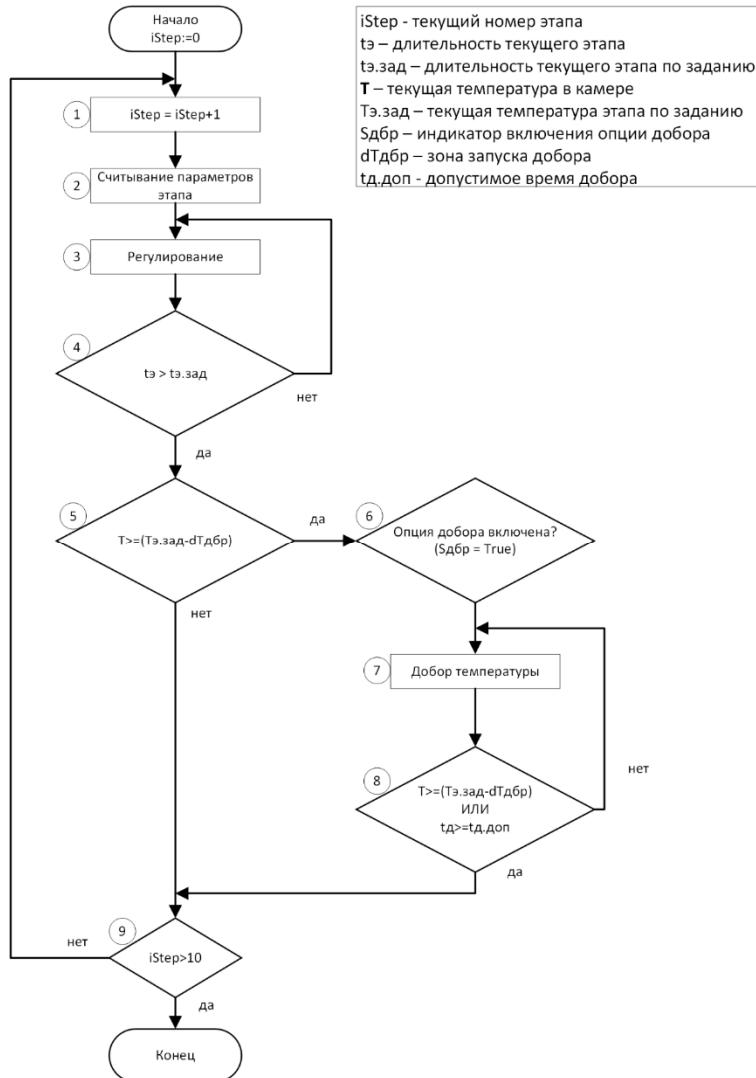 Начало
iStep:=0
iStep - текущий номер этапа
tэ – длительность текущего этапа
tэ.зад – длительность текущего этапа по заданию
T – текущая температура в камере
Tэ.зад – текущая температура этапа по заданию
Sдбр – индикатор включения опции добора
dTдбр – зона запуска добора
tд.доп - допустимое время добора
1
iStep = iStep+1
2
Считывание параметров
этапа
3
Регулирование
4
tэ > tэ.зад
нет
да
5
T>=(Tэ.зад-dTдбр)
да
нет
6
Опция добора включена?
(Sдбр = True)
7
Добор температуры
8
T>=(Tэ.зад-dTдбр)
ИЛИ
tд>=tд.доп
нет
да
9
iStep>10
нет
да
Конец